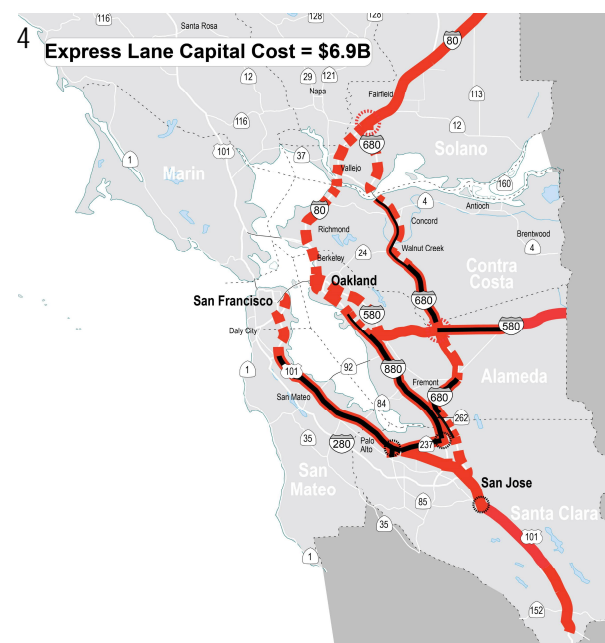 4
Express Lane Capital Cost = $6.9B
116
Santa Rosa
128
128
80
12
29
121
Napa
Fairfield
113
116
12
101
37
680
Solano
1
Marin
Vallejo
160
80
4
Antioch
Richmond
Concord
Brentwood
24
Walnut Creek
4
Berkeley
Contra
Costa
Oakland
San Francisco
680
580
580
Daly City
92
880
1
101
Fremont
Alameda
San Mateo
84
680
262
35
280
Palo
Alto
237
San
Mateo
San Jose
85
Santa Clara
35
101
1
152